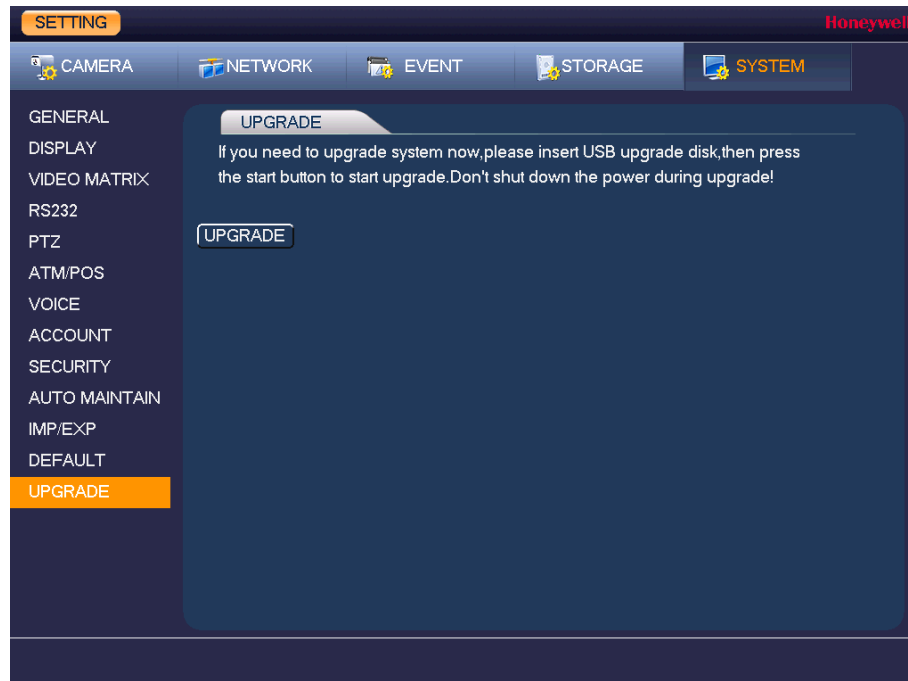 SETTING
Honeywell
CAMERA
NETWORK
EVENT
STORAGE
SYSTEM
GENERAL
DISPLAY
VIDEO MATRIX
RS232
PTZ
ATM/POS
VOICE
ACCOUNT
SECURITY
AUTO MAINTAIN
IMP/EXP
DEFAULT
UPGRADE
UPGRADE
If you need to upgrade system now,please insert USB upgrade disk,then press
the start button to start upgrade.Don't shut down the power during upgrade!
UPGRADE